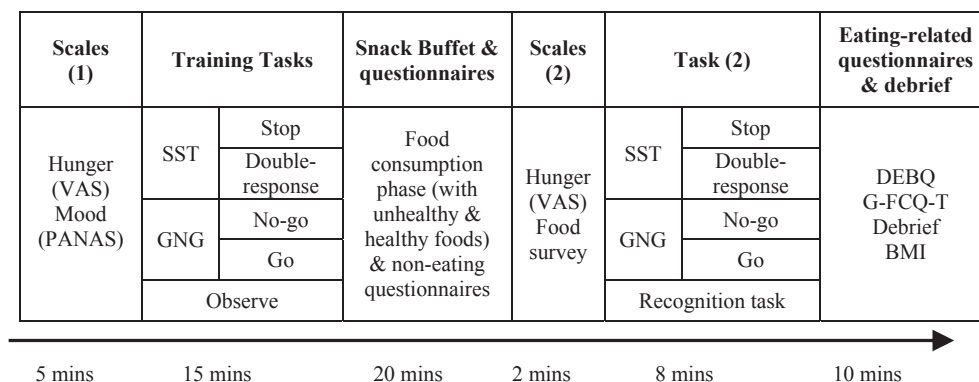 Scales
(1)
Training Tasks
Snack Buffet &
questionnaires
Scales
(2)
Task (2)
Eating-related
questionnaires
& debrief
Hunger
(VAS)
Mood
(PANAS)
SST
Stop
Double-
response
GNG
No-go
Go
Observe
Food
consumption
phase (with
unhealthy &
healthy foods)
& non-eating
questionnaires
Hunger
(VAS)
Food
survey
SST
Stop
Double-
response
GNG
No-go
Go
Recognition task
DEBQ
G-FCQ-T
Debrief
BMI
5 mins
15 mins
20 mins
2 mins
8 mins
10 mins